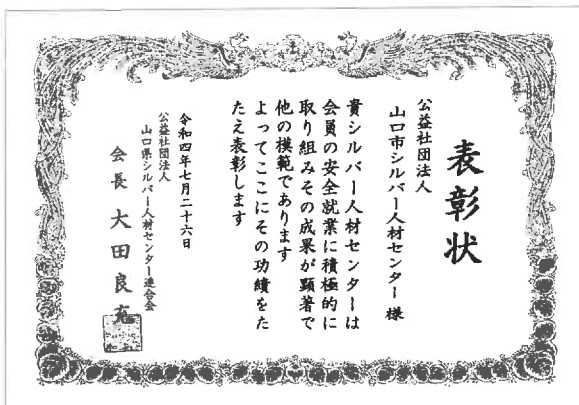 表彰状
公益社団法人
山口市シルバー人材センター 様
貴シルバー人材センターは
会員の安全就業に積極的に
取り組みその成果が顕著で
他の模範であります
よってここにその功績をた
たえ表彰します
令和四年七月二十六日
公益社団法人
山口県シルバー人材センター連合会
会長 大田良充